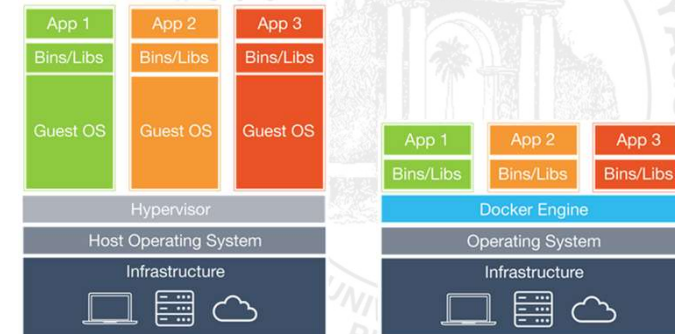 App 1 App 2 App 3
Bins/Libs Bins/Libs Bins/Libs
Guest OS Guest OS Guest OS
Hypervisor
Host Operating System
Infrastructure
App 1 App 2 App 3
Bins/Libs Bins/Libs Bins/Libs
Docker Engine
Operating System
Infrastructure